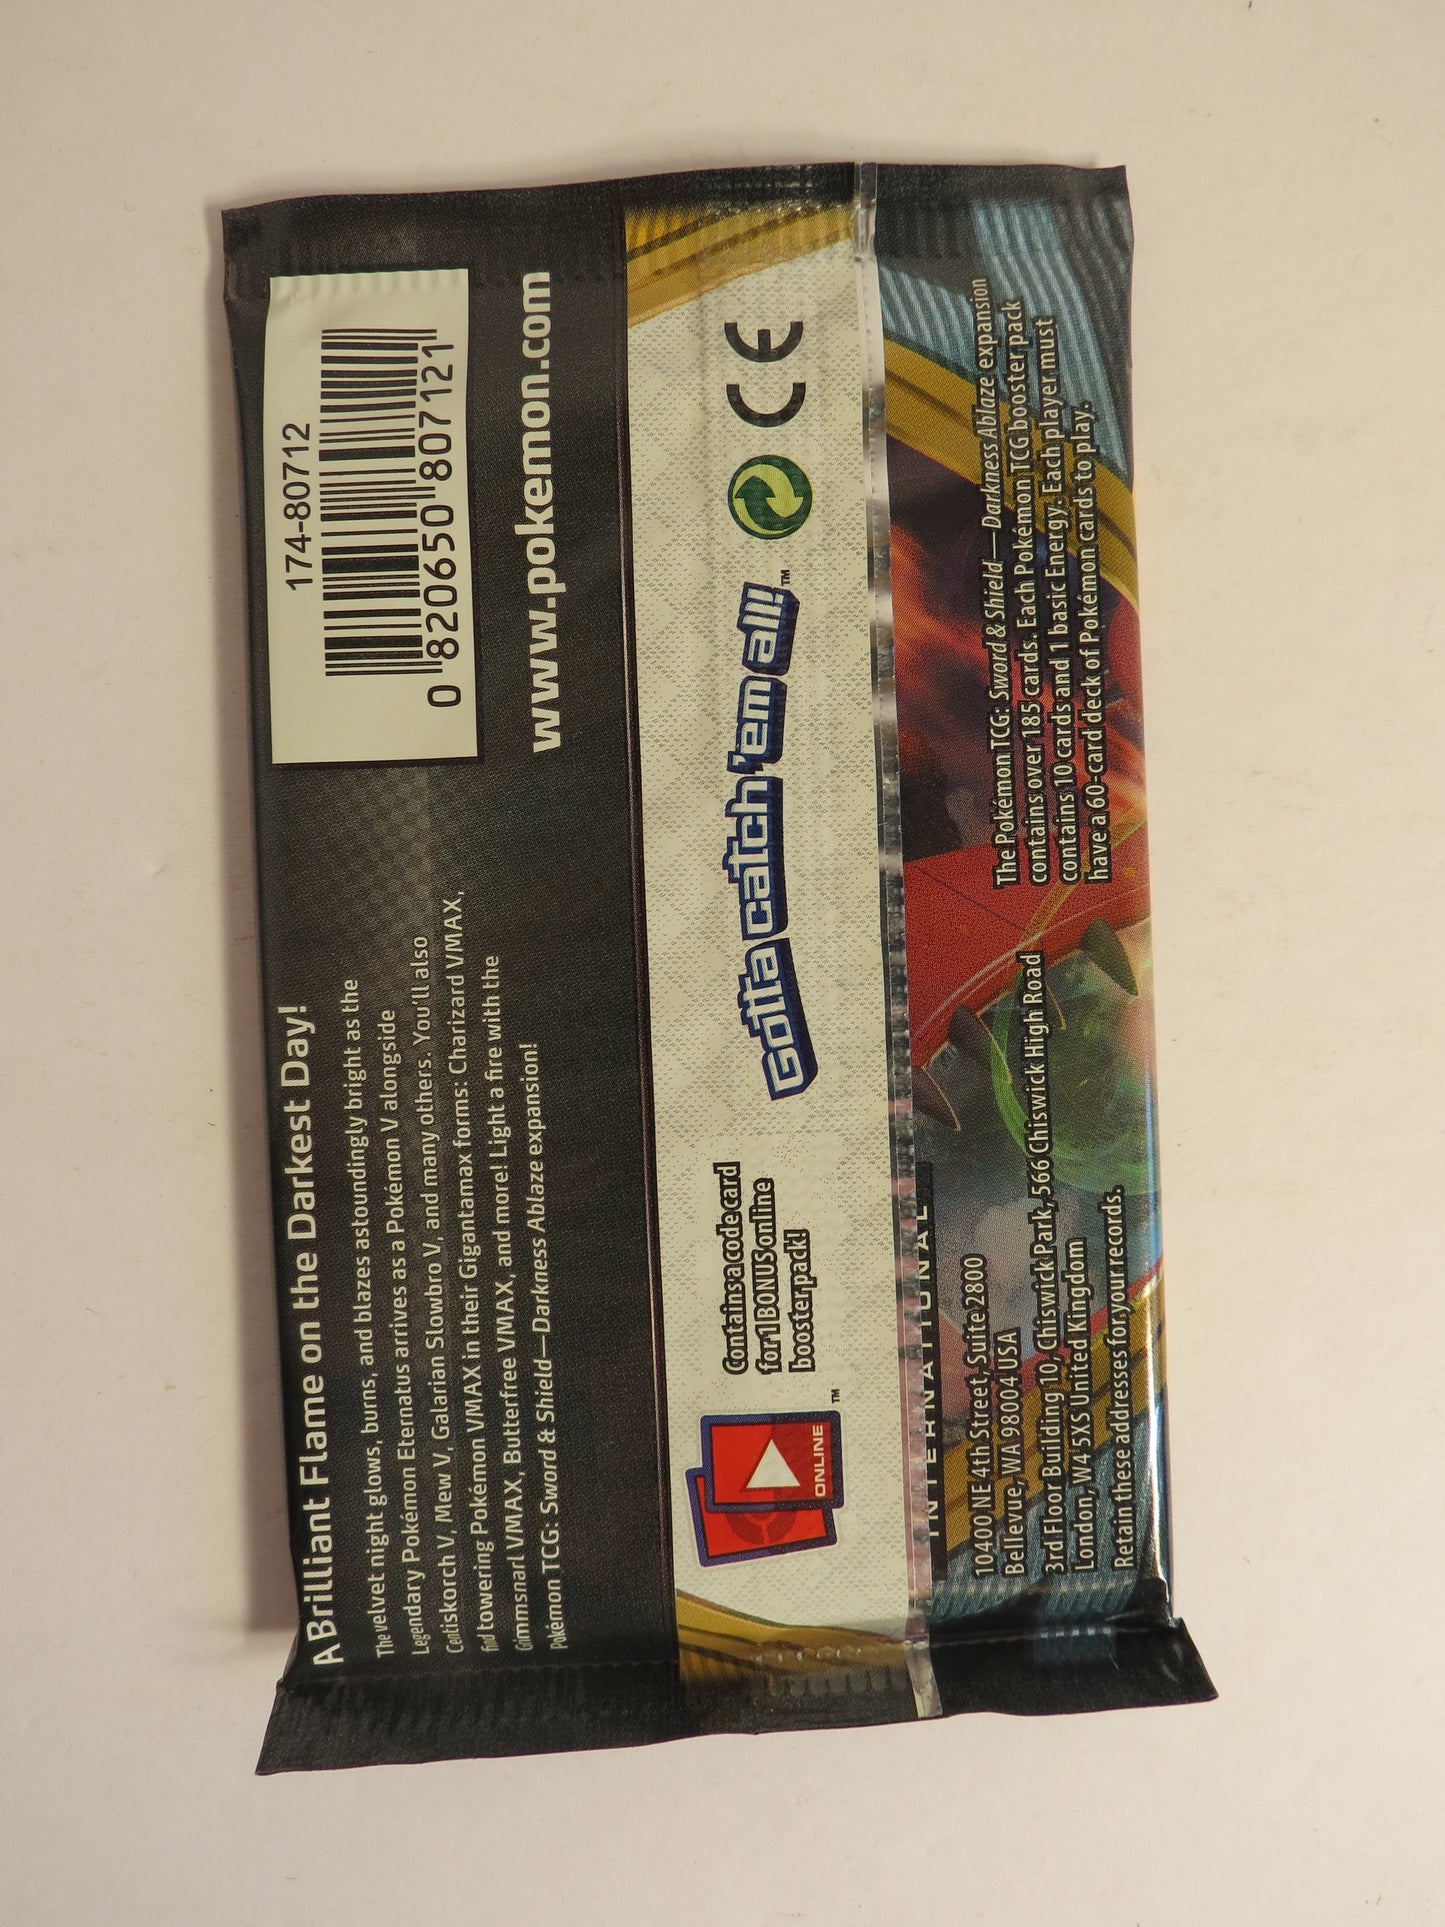 A Brilliant Flame on the Darkest Day!
The velvet night glows, burns, and blazes astoundingly bright as the
Legendary Pokémon Eternatus arrives as a Pokémon V alongside
Centiskorch V, Mew V, Galarian Slowbro V, and many others. You'll also
find towering Pokémon VMAX in their Gigantamax forms: Charizard VMAX,
Grimmsnarl VMAX, Butterfree VMAX, and more! Light a fire with the
Pokémon TCG: Sword & Shield—Darkness Ablaze expansion!
174-80712
0 82065080712 1
www.pokemon.com
ONLINE
TM
Contains a code card
for 1 BONUS online
booster pack!
Gotta catch 'em all!™
CE
INTERNATIONAL
10400 NE 4th Street, Suite 2800
Bellevue, WA 98004 USA
3rd Floor Building 10, Chiswick Park, 566 Chiswick High Road
London, W4 5XS United Kingdom
Retain these addresses for your records.
The Pokémon TCG: Sword & Shield—Darkness Ablaze expansion
contains over 185 cards. Each Pokémon TCG booster pack
contains 10 cards and 1 basic Energy. Each player must
have a 60-card deck of Pokémon cards to play.